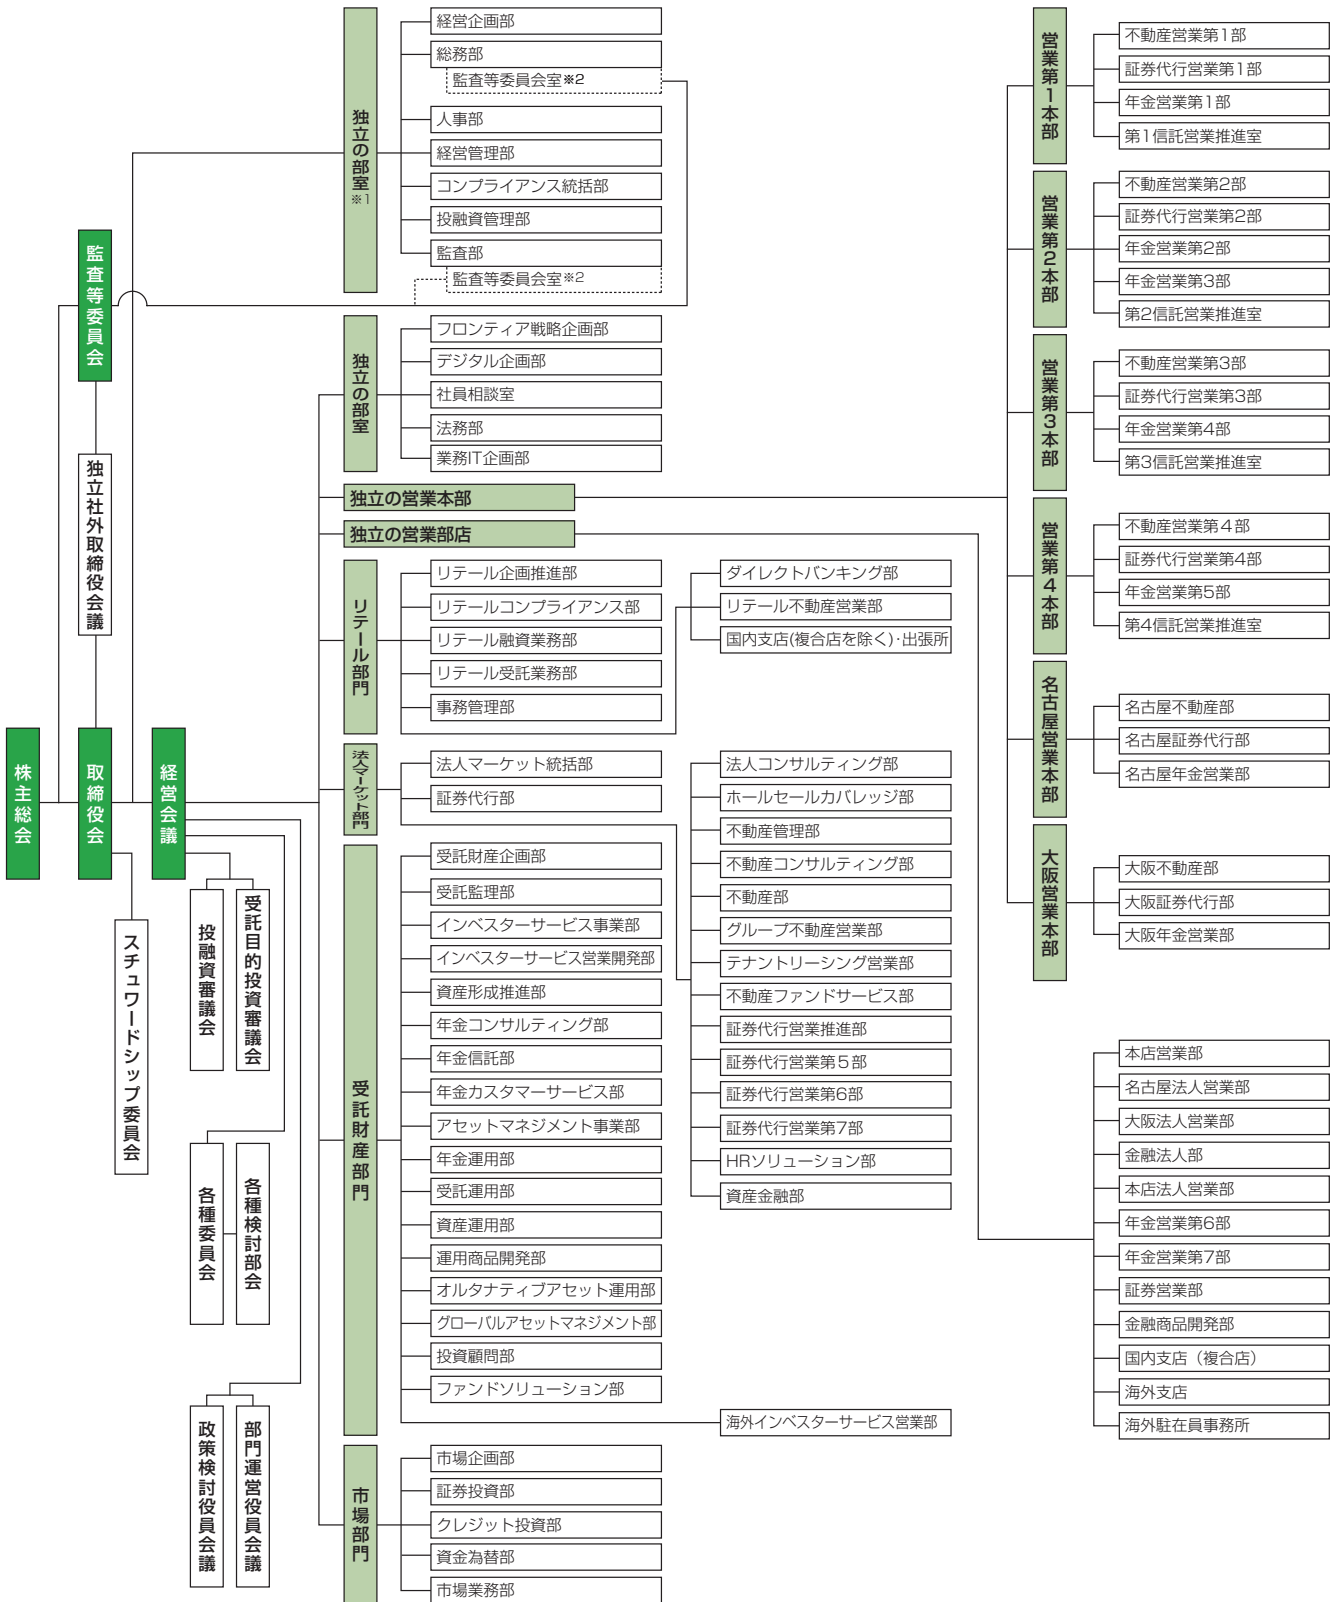 株主総会
監査等委員会
独立社外取締役会議
取締役会
経営会議
スチュワードシップ委員会
投融資審議会
受託目的投資審議会
各種委員会
各種検討部会
政策検討役員会議
部門運営役員会議
独立の部室
※1
経営企画部
総務部
監査等委員会室※2
人事部
経営管理部
コンプライアンス統括部
投融資管理部
監査部
監査等委員会室※2
独立の部室
フロンティア戦略企画部
デジタル企画部
社員相談室
法務部
業務IT企画部
独立の営業本部
独立の営業部店
リテール部門
リテール企画推進部
リテールコンプライアンス部
リテール融資業務部
リテール受託業務部
事務管理部
ダイレクトバンキング部
リテール不動産営業部
国内支店(複合店を除く)・出張所
法人マーケット部門
法人マーケット統括部
証券代行部
法人コンサルティング部
ホールセールカバレッジ部
不動産管理部
不動産コンサルティング部
不動産部
グループ不動産営業部
テナントリーシング営業部
不動産ファンドサービス部
証券代行営業推進部
証券代行営業第5部
証券代行営業第6部
証券代行営業第7部
HRソリューション部
資産金融部
受託財産部門
受託財産企画部
受託監理部
インベスターサービス事業部
インベスターサービス営業開発部
資産形成推進部
年金コンサルティング部
年金信託部
年金カスタマーサービス部
アセットマネジメント事業部
年金運用部
受託運用部
資産運用部
運用商品開発部
オルタナティブアセット運用部
グローバルアセットマネジメント部
投資顧問部
ファンドソリューション部
海外インベスターサービス営業部
市場部門
市場企画部
証券投資部
クレジット投資部
資金為替部
市場業務部
営業第1本部
不動産営業第1部
証券代行営業第1部
年金営業第1部
第1信託営業推進室
営業第2本部
不動産営業第2部
証券代行営業第2部
年金営業第2部
年金営業第3部
第2信託営業推進室
営業第3本部
不動産営業第3部
証券代行営業第3部
年金営業第4部
第3信託営業推進室
営業第4本部
不動産営業第4部
証券代行営業第4部
年金営業第5部
第4信託営業推進室
名古屋営業本部
名古屋不動産部
名古屋証券代行部
名古屋年金営業部
大阪営業本部
大阪不動産部
大阪証券代行部
大阪年金営業部
本店営業部
名古屋法人営業部
大阪法人営業部
金融法人部
本店法人営業部
年金営業第6部
年金営業第7部
証券営業部
金融商品開発部
国内支店（複合店）
海外支店
海外駐在員事務所